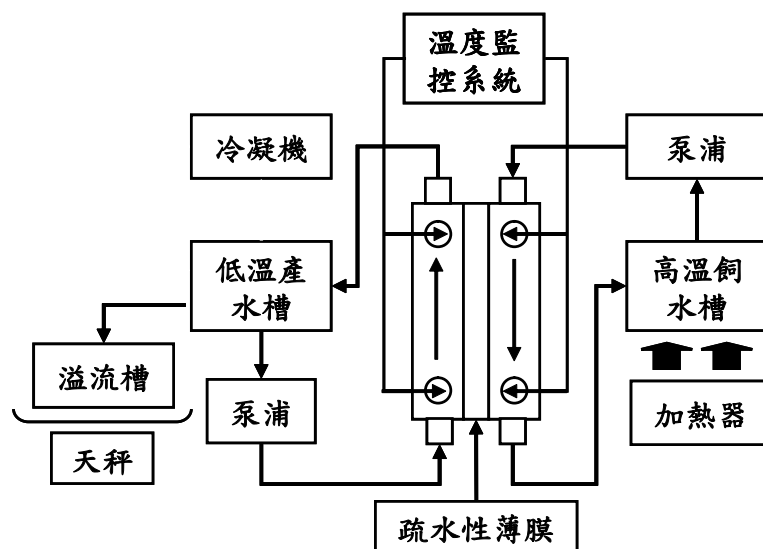 溫度監
控系統
冷凝機
泵浦
低溫產
水槽
高溫飼
水槽
溢流槽
泵浦
加熱器
天秤
疏水性薄膜